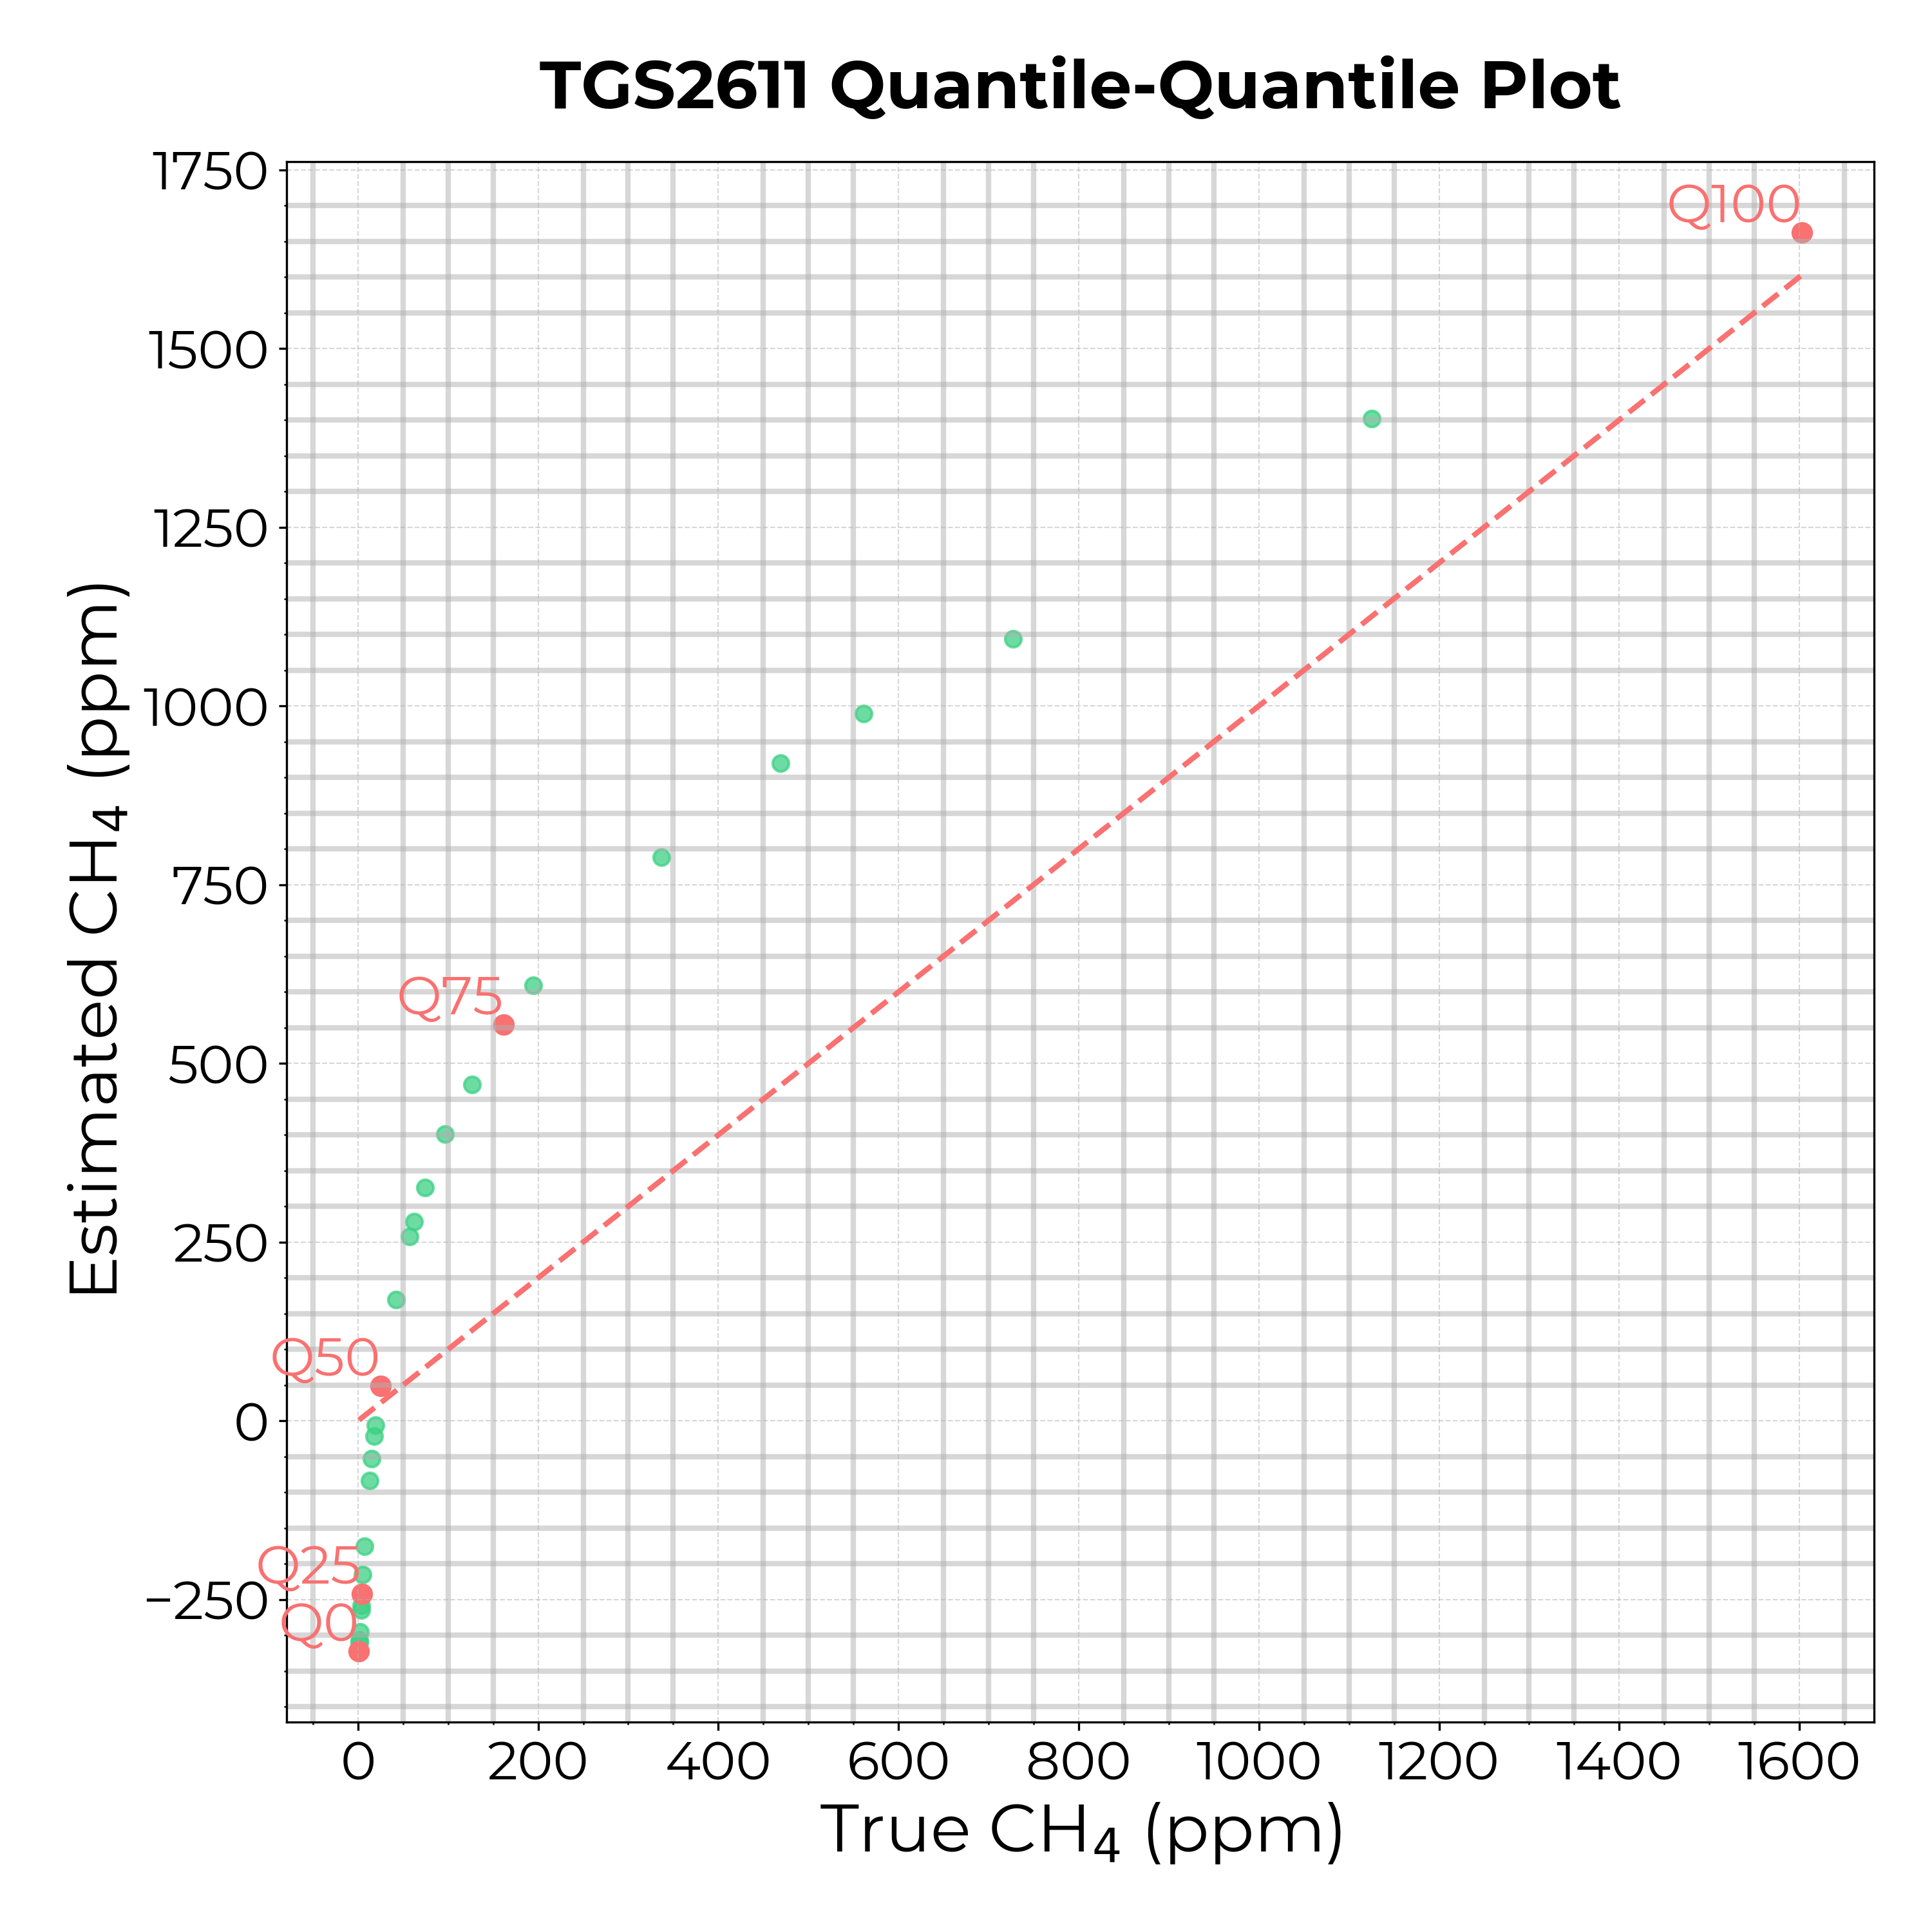 TGS2611 Quantile-Quantile Plot
1750
1500
1250
1000
750
500
250
0
−250
Estimated CH₄ (ppm)
Q100
Q75
Q50
Q25
Q0
0 200 400 600 800 1000 1200 1400 1600
True CH₄ (ppm)